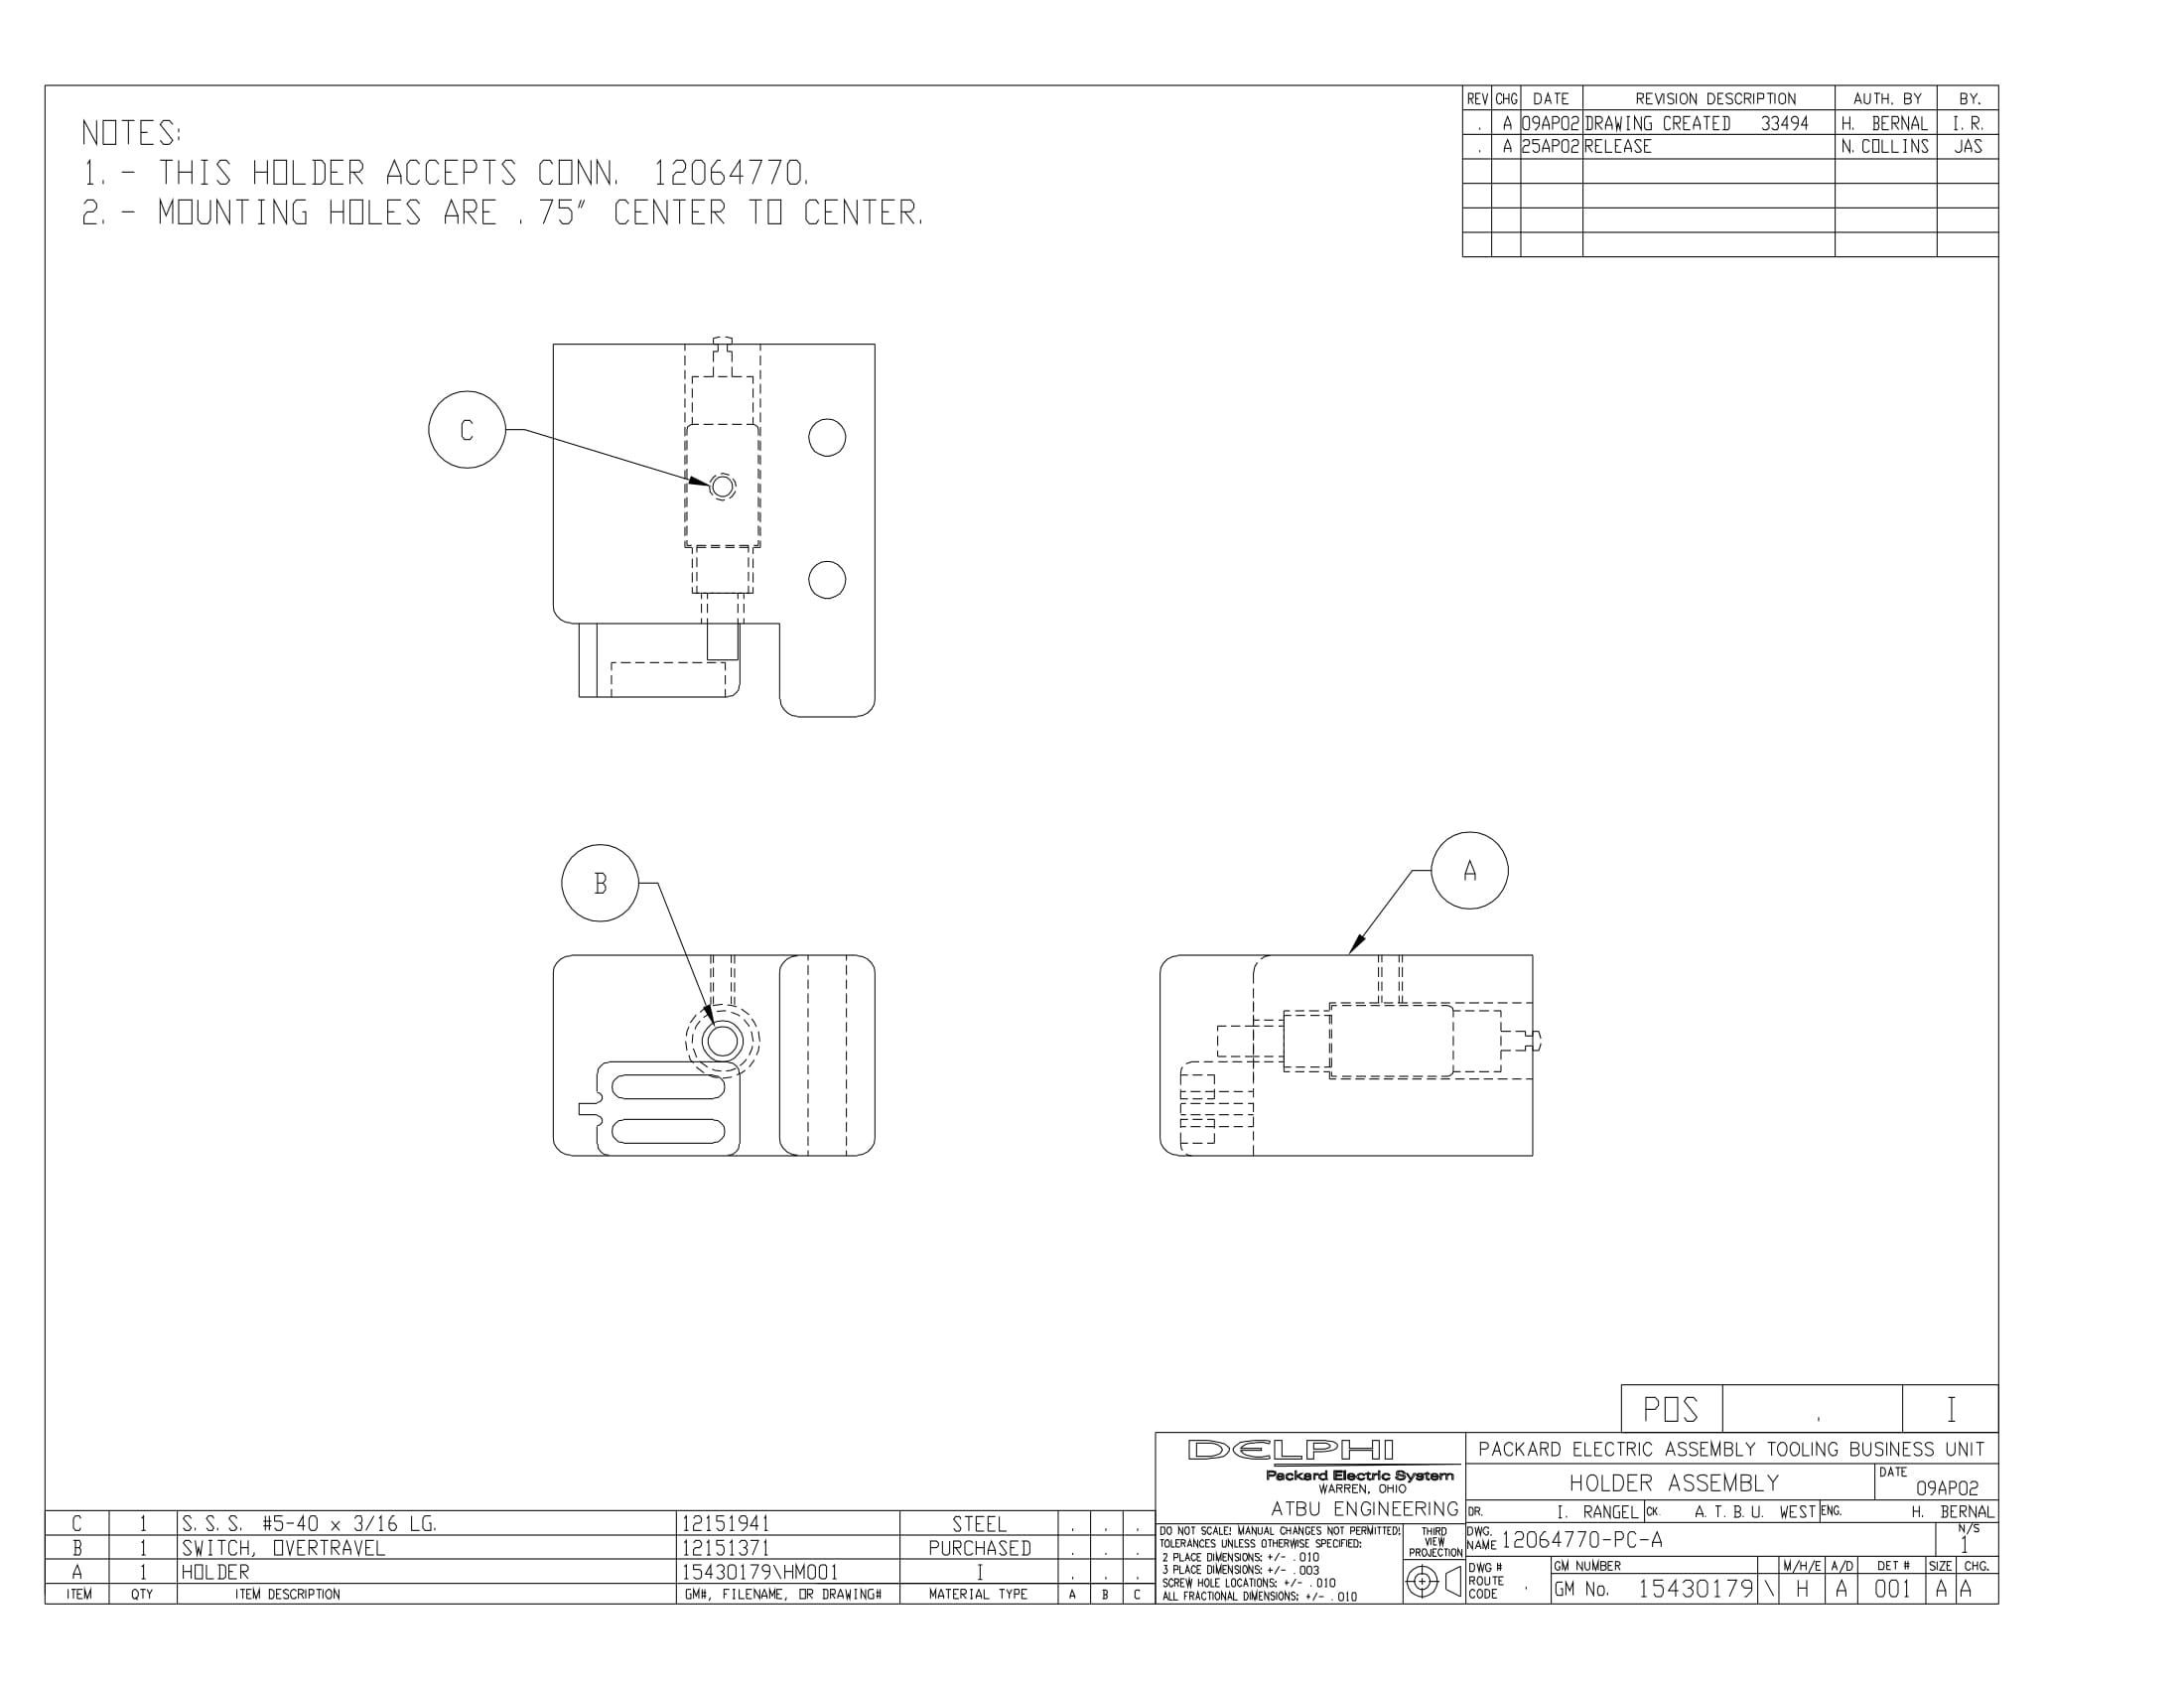 NOTES:
1. - THIS HOLDER ACCEPTS CONN. 12064770.
2. - MOUNTING HOLES ARE .75" CENTER TO CENTER.
REV CHG DATE REVISION DESCRIPTION AUTH. BY BY.
. A 09AP02 DRAWING CREATED 33494 H. BERNAL I.R.
. A 25AP02 RELEASE N.COLLINS JAS
C
B
A
POS . I
DELPHI
Packard Electric System
WARREN, OHIO
ATBU ENGINEERING
PACKARD ELECTRIC ASSEMBLY TOOLING BUSINESS UNIT
HOLDER ASSEMBLY
DATE
09AP02
DR. I. RANGEL CK. A.T.B.U. WEST ENG. H. BERNAL
DO NOT SCALE! MANUAL CHANGES NOT PERMITTED!
TOLERANCES UNLESS OTHERWISE SPECIFIED:
2 PLACE DIMENSIONS: +/- .010
3 PLACE DIMENSIONS: +/- .003
SCREW HOLE LOCATIONS: +/- .010
ALL FRACTIONAL DIMENSIONS: +/- .010
THIRD
VIEW
PROJECTION
DWG.
NAME 12064770-PC-A
N/S
1
DWG #
ROUTE
CODE .
GM NUMBER M/H/E A/D DET # SIZE CHG.
GM No. 15430179 \ H A 001 A A
C 1 S.S.S. #5-40 x 3/16 LG. 12151941 STEEL . . .
B 1 SWITCH, OVERTRAVEL 12151371 PURCHASED . . .
A 1 HOLDER 15430179\HM001 I . . .
ITEM QTY ITEM DESCRIPTION GM#, FILENAME, OR DRAWING# MATERIAL TYPE A B C